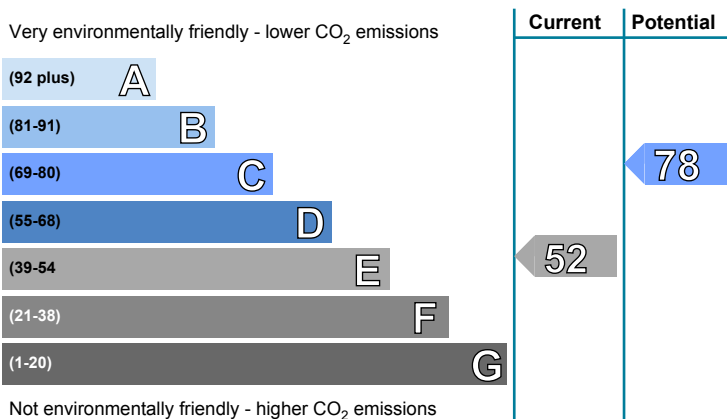 Very environmentally friendly - lower CO2 emissions
Current
Potential
(92 plus) A
(81-91) B
(69-80) C
78
(55-68) D
(39-54 E
52
(21-38) F
(1-20) G
Not environmentally friendly - higher CO2 emissions